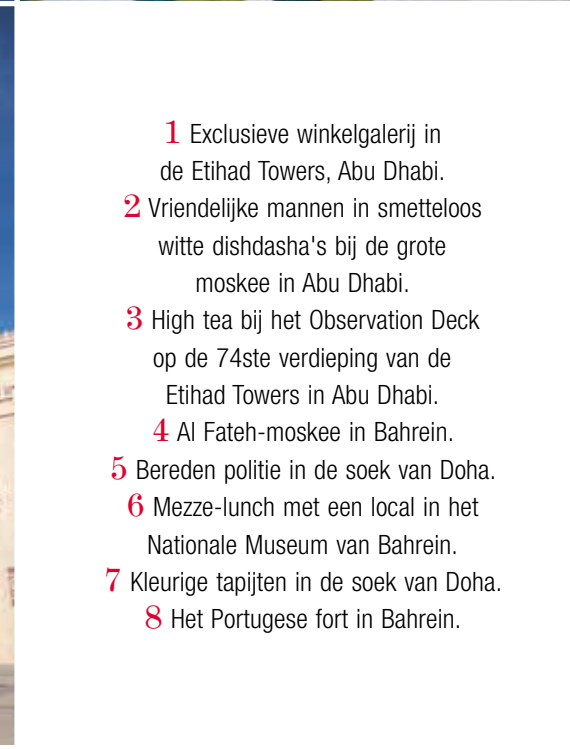 1 Exclusieve winkelgalerij in
de Etihad Towers, Abu Dhabi.
2 Vriendelijke mannen in smetteloos
witte dishdasha's bij de grote
moskee in Abu Dhabi.
3 High tea bij het Observation Deck
op de 74ste verdieping van de
Etihad Towers in Abu Dhabi.
4 Al Fateh-moskee in Bahrein.
5 Bereden politie in de soek van Doha.
6 Mezze-lunch met een local in het
Nationale Museum van Bahrein.
7 Kleurige tapijten in de soek van Doha.
8 Het Portugese fort in Bahrein.